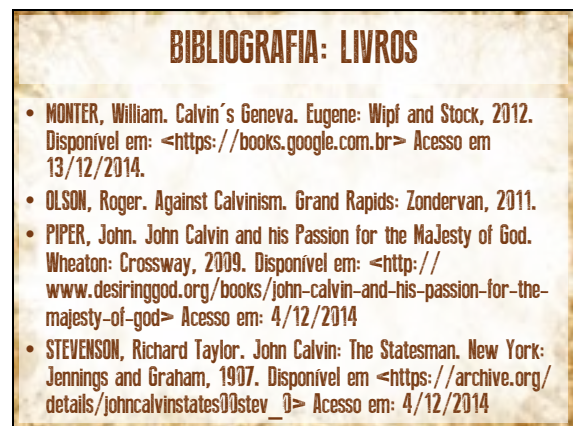 BIBLIOGRAFIA: LIVROS
• MONTER, William. Calvin´s Geneva. Eugene: Wipf and Stock, 2012.
Disponível em: <https://books.google.com.br> Acesso em
13/12/2014.
• OLSON, Roger. Against Calvinism. Grand Rapids: Zondervan, 2011.
• PIPER, John. John Calvin and his Passion for the MaJesty of God.
Wheaton: Crossway, 2009. Disponível em: <http://
www.desiringgod.org/books/john-calvin-and-his-passion-for-the-
majesty-of-god> Acesso em: 4/12/2014
• STEVENSON, Richard Taylor. John Calvin: The Statesman. New York:
Jennings and Graham, 1907. Disponível em <https://archive.org/
details/johncalvinstates00stev_0> Acesso em: 4/12/2014